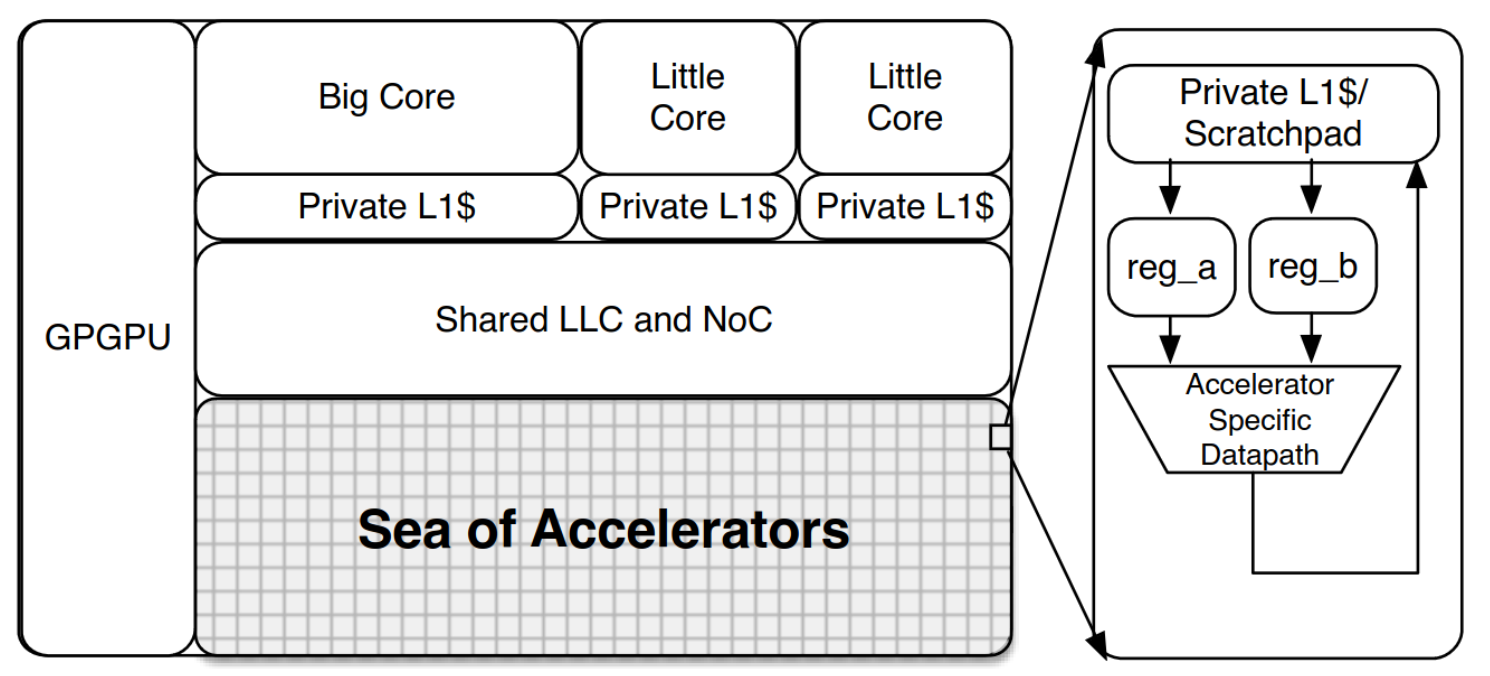 Big Core
Little
Core
Little
Core
Private L1$
Private L1$
Private L1$
GPGPU
Shared LLC and NoC
Sea of Accelerators
Private L1$/
Scratchpad
reg_a
reg_b
Accelerator
Specific
Datapath